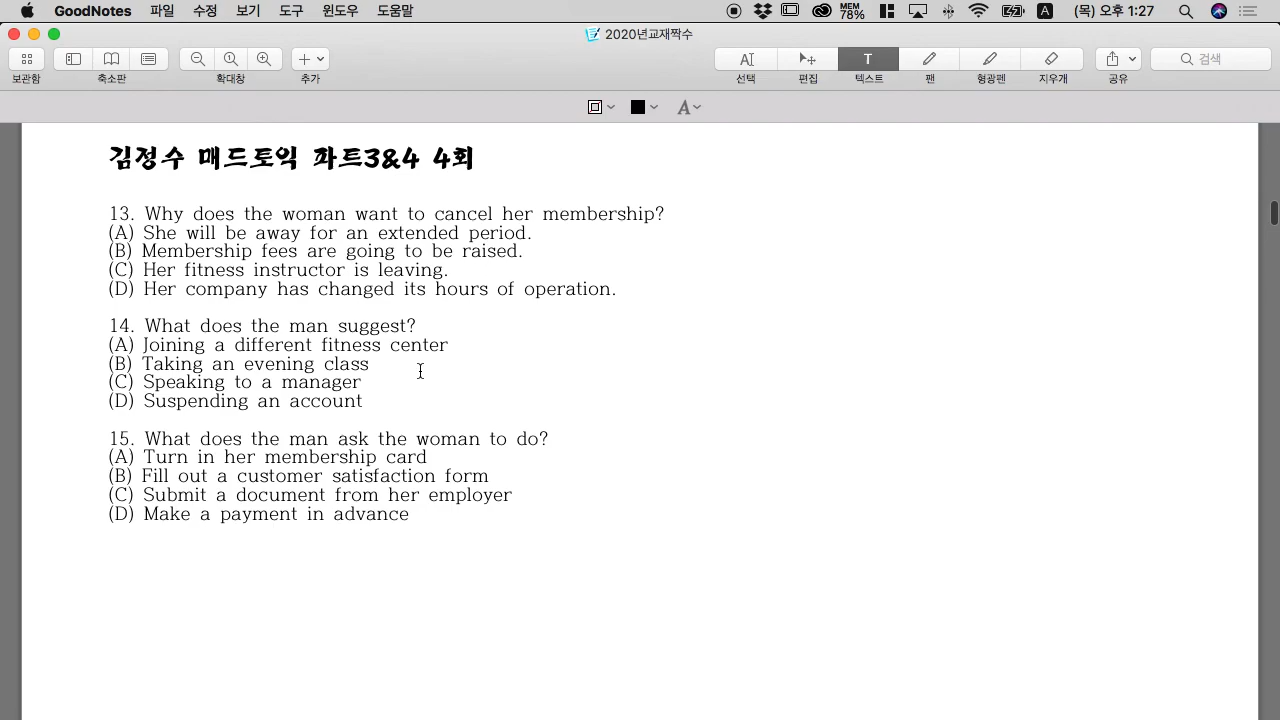 GoodNotes 파일 수정 보기 도구 윈도우 도움말 MEM 78% A (목) 오후 1:27
2020년교재짝수
보관함 축소판 확대창 추가 선택 편집 텍스트 펜 형광펜 지우개 공유 검색
김정수 매드토익 파트3&4 4회
13. Why does the woman want to cancel her membership?
(A) She will be away for an extended period.
(B) Membership fees are going to be raised.
(C) Her fitness instructor is leaving.
(D) Her company has changed its hours of operation.
14. What does the man suggest?
(A) Joining a different fitness center
(B) Taking an evening class
(C) Speaking to a manager
(D) Suspending an account
15. What does the man ask the woman to do?
(A) Turn in her membership card
(B) Fill out a customer satisfaction form
(C) Submit a document from her employer
(D) Make a payment in advance